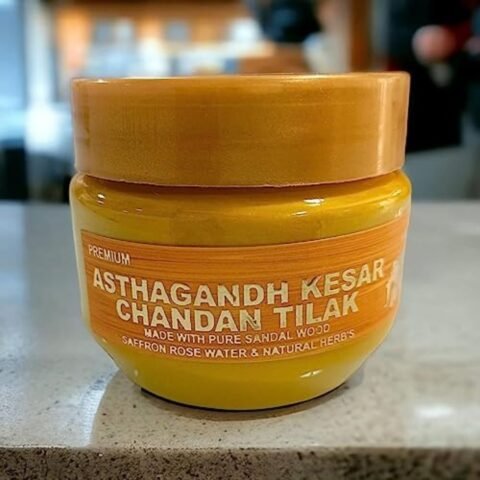 PREMIUM
ASTHAGANDH KESAR
CHANDAN TILAK
MADE WITH PURE SANDAL WOOD
SAFFRON ROSE WATER & NATURAL HERB'S